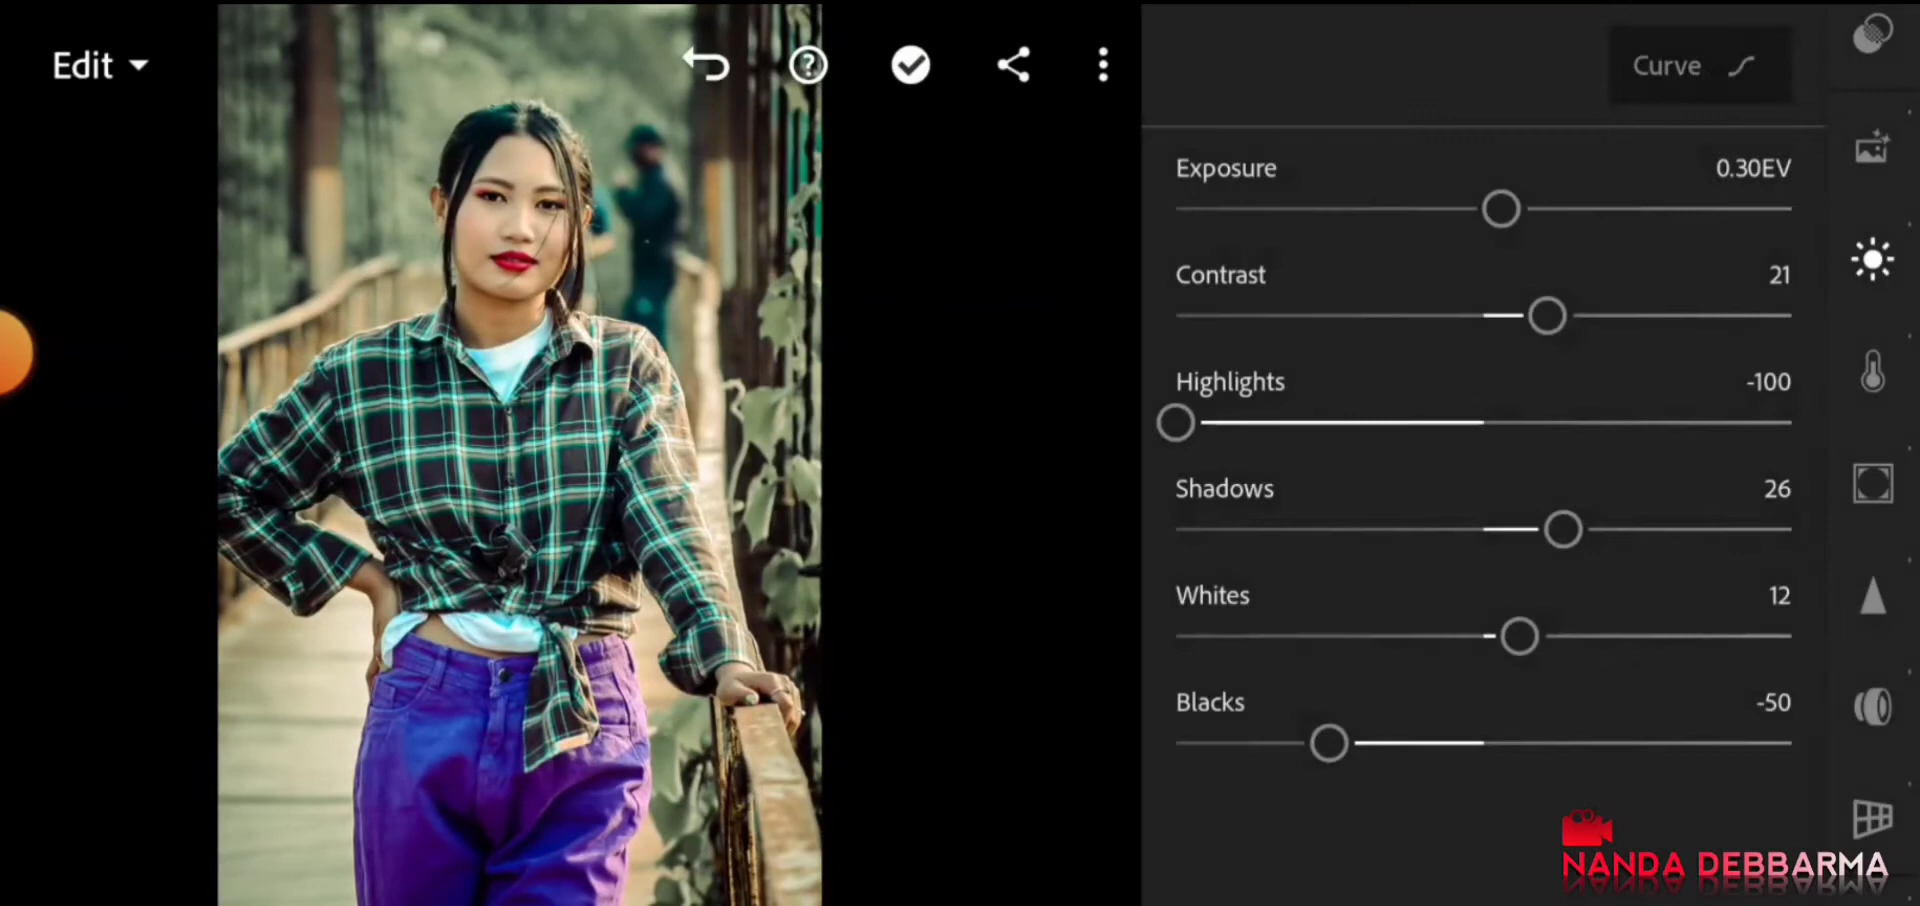 Edit
Curve
Exposure 0.30EV
Contrast 21
Highlights -100
Shadows 26
Whites 12
Blacks -50
NANDA DEBBARMA